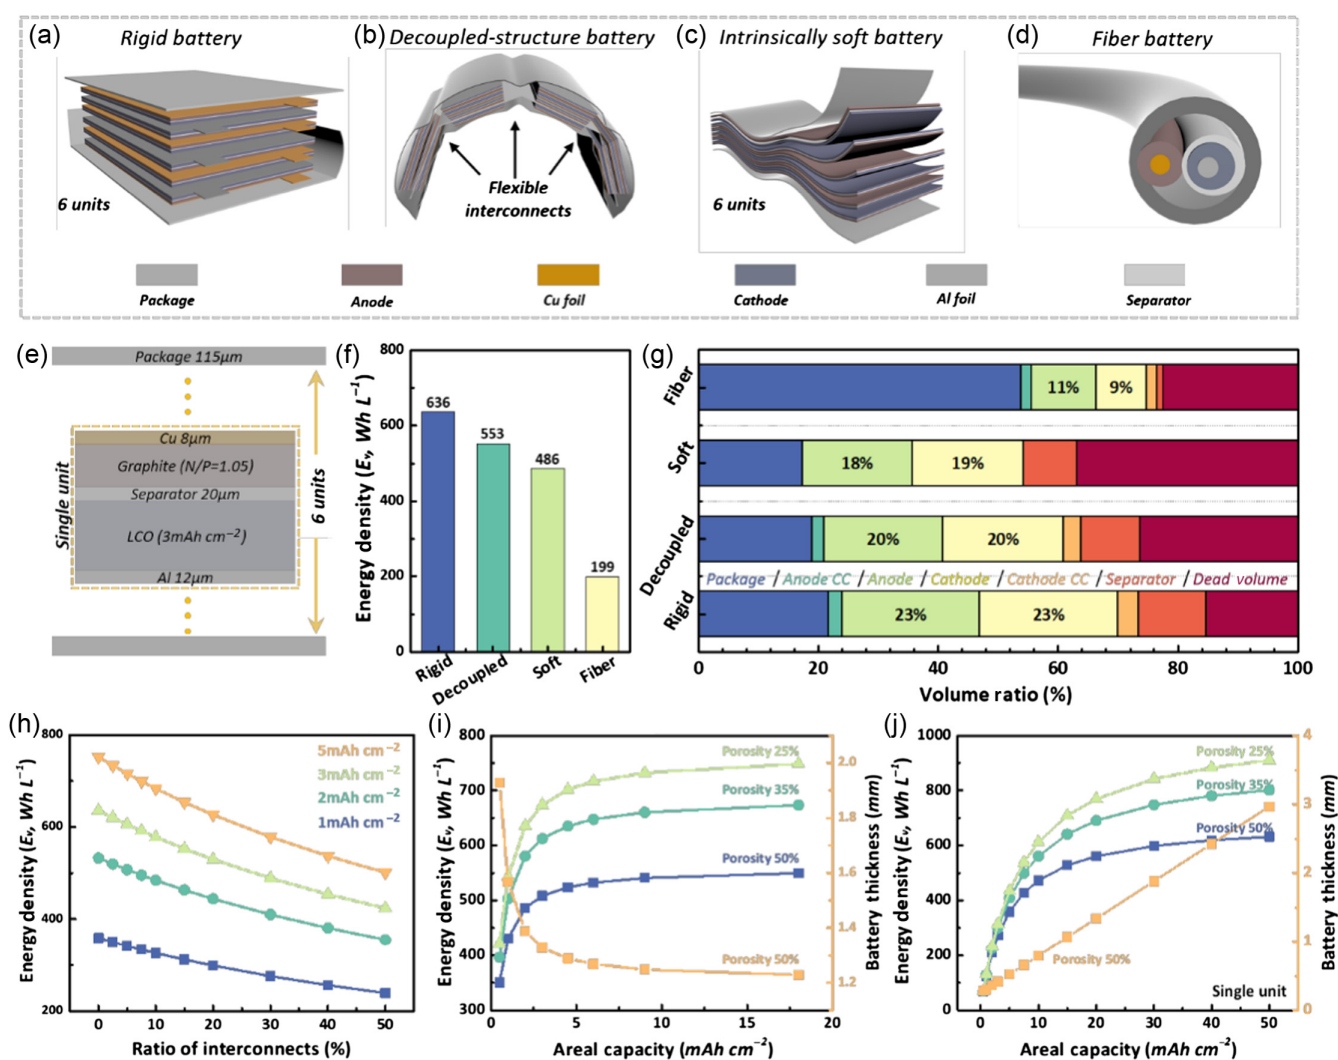 (a) Rigid battery
(b) Decoupled-structure battery
(c) Intrinsically soft battery
(d) Fiber battery
6 units
Flexible
interconnects
6 units
Package
Anode
Cu foil
Cathode
Al foil
Separator
(e)
Package 115μm
Cu 8μm
Graphite (N/P=1.05)
Separator 20μm
LCO (3mAh cm⁻²)
Al 12μm
Single unit
6 units
(f)
Energy density (Eᵥ, Wh L⁻¹)
800
600
400
200
0
636
553
486
199
Rigid
Decoupled
Soft
Fiber
(g)
Fiber
11%
9%
Soft
18%
19%
Decoupled
20%
20%
Package / Anode CC / Anode / Cathode / Cathode CC / Separator / Dead volume
Rigid
23%
23%
0 20 40 60 80 100
Volume ratio (%)
(h)
Energy density (Eᵥ, Wh L⁻¹)
800
600
400
200
5mAh cm⁻²
3mAh cm⁻²
2mAh cm⁻²
1mAh cm⁻²
0 10 20 30 40 50
Ratio of interconnects (%)
(i)
Energy density (Eᵥ, Wh L⁻¹)
800
700
600
500
400
300
Porosity 25%
Porosity 35%
Porosity 50%
Porosity 50%
2.0
1.8
1.6
1.4
1.2
Battery thickness (mm)
0 5 10 15 20
Areal capacity (mAh cm⁻²)
(j)
Energy density (Eᵥ, Wh L⁻¹)
1000
800
600
400
200
0
Porosity 25%
Porosity 35%
Porosity 50%
Porosity 50%
Single unit
4
3
2
1
0
Battery thickness (mm)
0 10 20 30 40 50
Areal capacity (mAh cm⁻²)